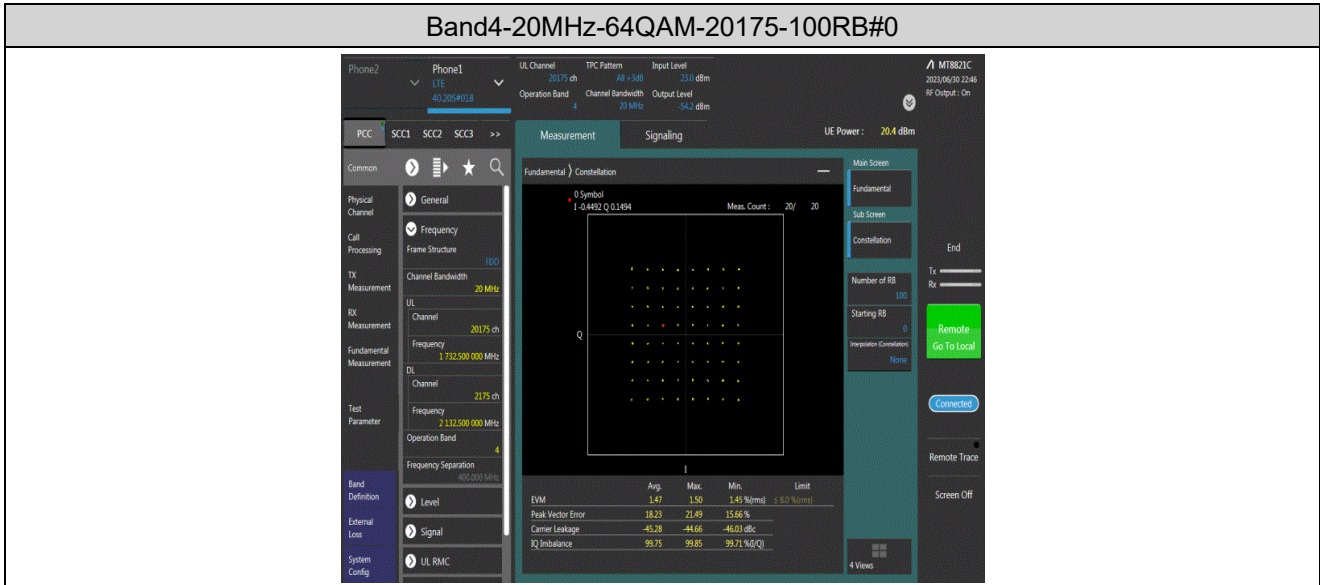 Band4-20MHz-64QAM-20175-100RB#0
Phone2
Phone1
LTE
40.20S#018
UL Channel TPC Pattern Input Level
20175 ch All +3dB 23.0 dBm
Operation Band Channel Bandwidth Output Level
4 20 MHz -54.2 dBm
MT8821C
2023/06/30 22:46
RF Output : On
PCC SCC1 SCC2 SCC3 >>
Measurement Signaling
UE Power : 20.4 dBm
Common
Physical
Channel
Call
Processing
TX
Measurement
RX
Measurement
Fundamental
Measurement
Test
Parameter
Band
Definition
External
Loss
System
Config
General
Frequency
Frame Structure
FDD
Channel Bandwidth
20 MHz
UL
Channel
20175 ch
Frequency
1 732.500 000 MHz
DL
Channel
2175 ch
Frequency
2 132.500 000 MHz
Operation Band
4
Frequency Separation
400.000 MHz
Level
Signal
UL RMC
Fundamental Constellation
0 Symbol
I -0.4492 Q 0.1494 Meas. Count : 20/ 20
Q
I
Avg. Max. Min. Limit
EVM 1.47 1.50 1.45 %(rms) ≤ 8.0 %(rms)
Peak Vector Error 18.23 21.49 15.66 %
Carrier Leakage -45.28 -44.66 -46.03 dBc
IQ Imbalance 99.75 99.85 99.71 %(I/Q)
Main Screen
Fundamental
Sub Screen
Constellation
Number of RB
100
Starting RB
0
Interpolation (Constellation)
None
4 Views
End
Tx
Rx
Remote
Go To Local
Connected
Remote Trace
Screen Off